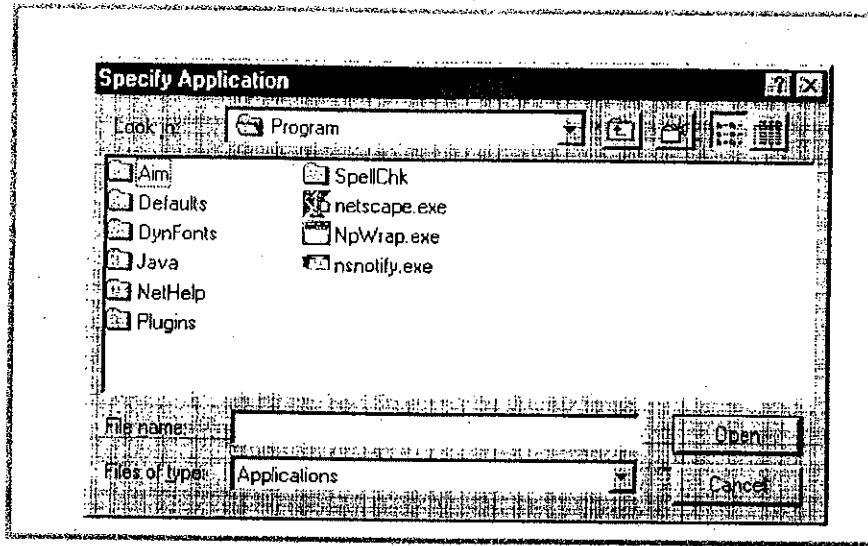 Specify Application
Look in: Program
Aim
Defaults
DynFonts
Java
NetHelp
Plugins
SpellChk
netscape.exe
NpWrap.exe
nsnotify.exe
File name:
Open
Files of type: Applications
Cancel